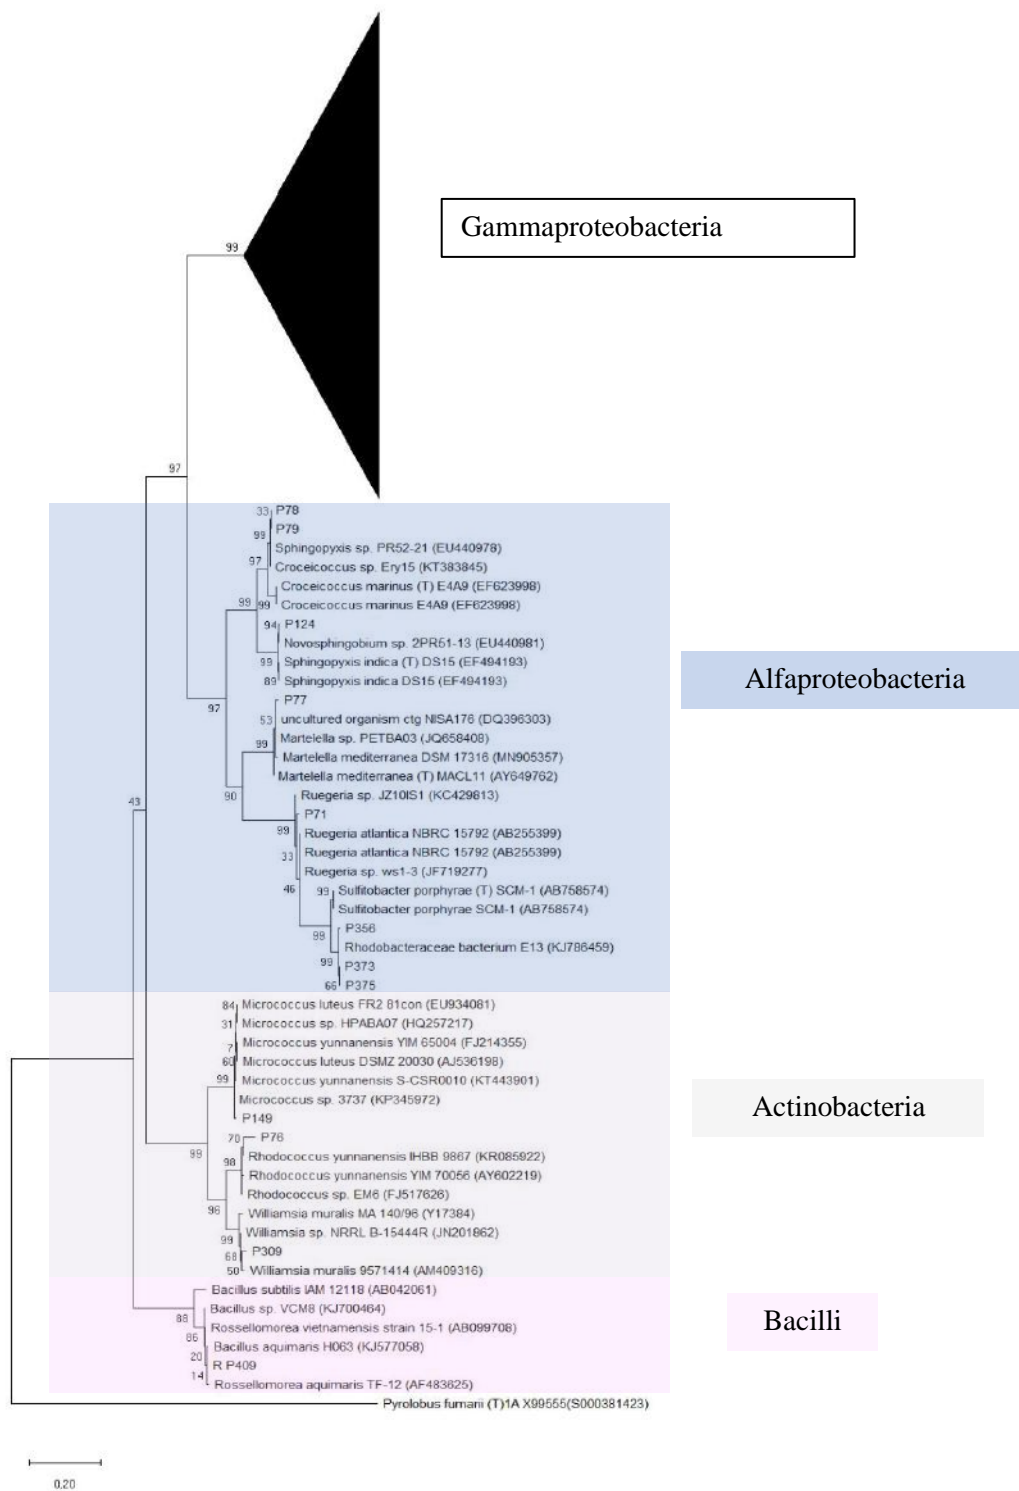 99
Gammaproteobacteria
97
33 P78
P79
99
Sphingopyxis sp. PR52-21 (EU440978)
97
Croceicoccus sp. Ery15 (KT383845)
Croceicoccus marinus (T) E4A9 (EF623998)
99 99 Croceicoccus marinus E4A9 (EF623998)
94 P124
Novosphingobium sp. 2PR51-13 (EU440981)
99 Sphingopyxis indica (T) DS15 (EF494193)
89 Sphingopyxis indica DS15 (EF494193)
Alfaproteobacteria
P77
97
53 uncultured organism ctg NISA176 (DQ396303)
Martelella sp. PETBA03 (JQ658408)
99
Martelella mediterranea DSM 17316 (MN905357)
Martelella mediterranea (T) MACL11 (AY649762)
90
Ruegeria sp. JZ10IS1 (KC429813)
43
P71
99 Ruegeria atlantica NBRC 15792 (AB255399)
33 Ruegeria atlantica NBRC 15792 (AB255399)
Ruegeria sp. ws1-3 (JF719277)
46 99 Sulfitobacter porphyrae (T) SCM-1 (AB758574)
Sulfitobacter porphyrae SCM-1 (AB758574)
P356
99
Rhodobacteraceae bacterium E13 (KJ786459)
99 P373
66 P375
84 Micrococcus luteus FR2 81con (EU934081)
31 Micrococcus sp. HPABA07 (HQ257217)
7 Micrococcus yunnanensis YIM 65004 (FJ214355)
60 Micrococcus luteus DSMZ 20030 (AJ536198)
99 Micrococcus yunnanensis S-CSR0010 (KT443901)
Micrococcus sp. 3737 (KP345972)
Actinobacteria
P149
70 P76
99
98 Rhodococcus yunnanensis IHBB 9867 (KR085922)
Rhodococcus yunnanensis YIM 70056 (AY602219)
Rhodococcus sp. EM6 (FJ517626)
96
Williamsia muralis MA 140/96 (Y17384)
Williamsia sp. NRRL B-15444R (JN201862)
99
68 P309
50 Williamsia muralis 9571414 (AM409316)
Bacillus subtilis IAM 12118 (AB042061)
Bacillus sp. VCM8 (KJ700464)
88
Rossellomorea vietnamensis strain 15-1 (AB099708)
Bacilli
86
Bacillus aquimaris H063 (KJ577058)
20
R P409
14 Rossellomorea aquimaris TF-12 (AF483625)
Pyrolobus fumarii (T)1A X99555(S000381423)
0.20